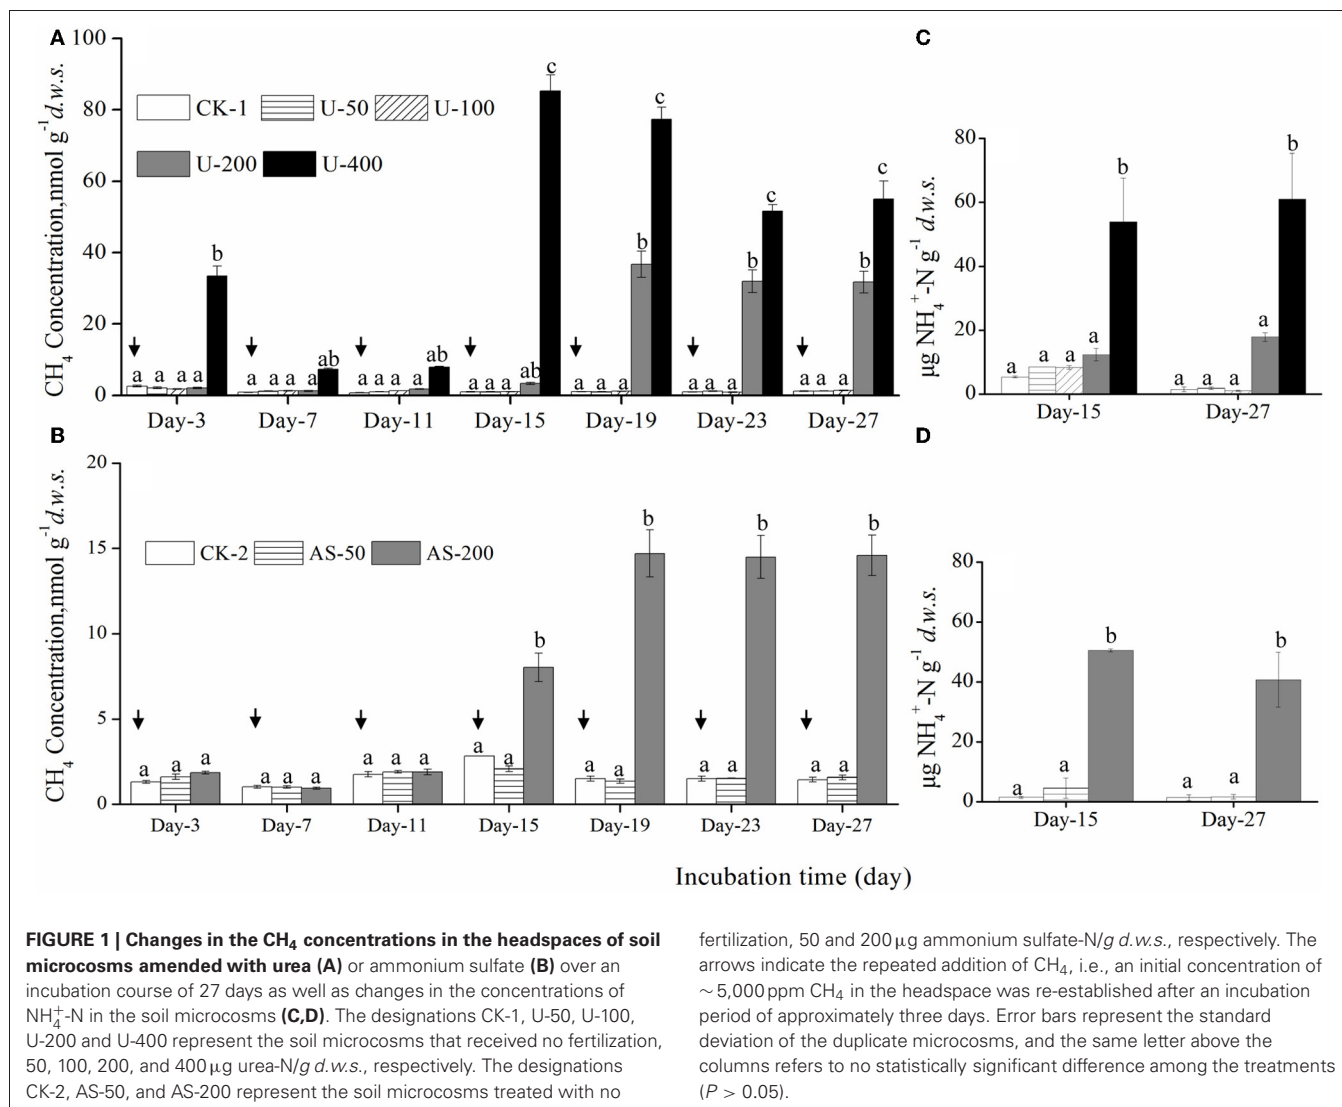 A
CH4 Concentration,nmol g-1 d.w.s.
100
80
60
40
20
0
CK-1 U-50 U-100
U-200 U-400
a a a a b
a a a a ab
a a a a ab
a a a ab c
a a a b c
a a a b c
a a a b c
Day-3 Day-7 Day-11 Day-15 Day-19 Day-23 Day-27
B
CH4 Concentration,nmol g-1 d.w.s.
20
15
10
5
0
CK-2 AS-50 AS-200
a a a
a a a
a a a
a a b
a a b
a a b
a a b
Day-3 Day-7 Day-11 Day-15 Day-19 Day-23 Day-27
C
µg NH4+-N g-1 d.w.s.
80
60
40
20
0
a a a a b
a a a a b
Day-15 Day-27
D
µg NH4+-N g-1 d.w.s.
80
60
40
20
0
a a b
a a b
Day-15 Day-27
Incubation time (day)
FIGURE 1 | Changes in the CH4 concentrations in the headspaces of soil
microcosms amended with urea (A) or ammonium sulfate (B) over an
incubation course of 27 days as well as changes in the concentrations of
NH4+-N in the soil microcosms (C,D). The designations CK-1, U-50, U-100,
U-200 and U-400 represent the soil microcosms that received no fertilization,
50, 100, 200, and 400 µg urea-N/g d.w.s., respectively. The designations
CK-2, AS-50, and AS-200 represent the soil microcosms treated with no
fertilization, 50 and 200 µg ammonium sulfate-N/g d.w.s., respectively. The
arrows indicate the repeated addition of CH4, i.e., an initial concentration of
~5,000 ppm CH4 in the headspace was re-established after an incubation
period of approximately three days. Error bars represent the standard
deviation of the duplicate microcosms, and the same letter above the
columns refers to no statistically significant difference among the treatments
(P > 0.05).